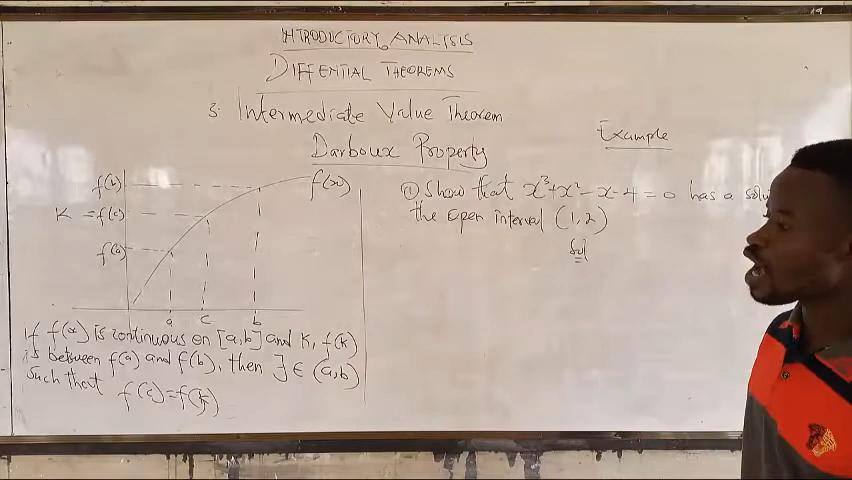 INTRODUCTORY ANALYSIS
DIFFENTIAL THEOREMS
3. Intermediate Value Theorem
Darboux Property
f(b)
f(x)
K = f(c)
f(a)
a c b
If f(x) is continuous on [a,b] and K, f(k)
is between f(a) and f(b), then ∃ ∈ (a,b)
Such that f(c) = f(k)
Example
① Show that x³+x²-x-4=0 has a solu
the open interval (1,2)
Sol